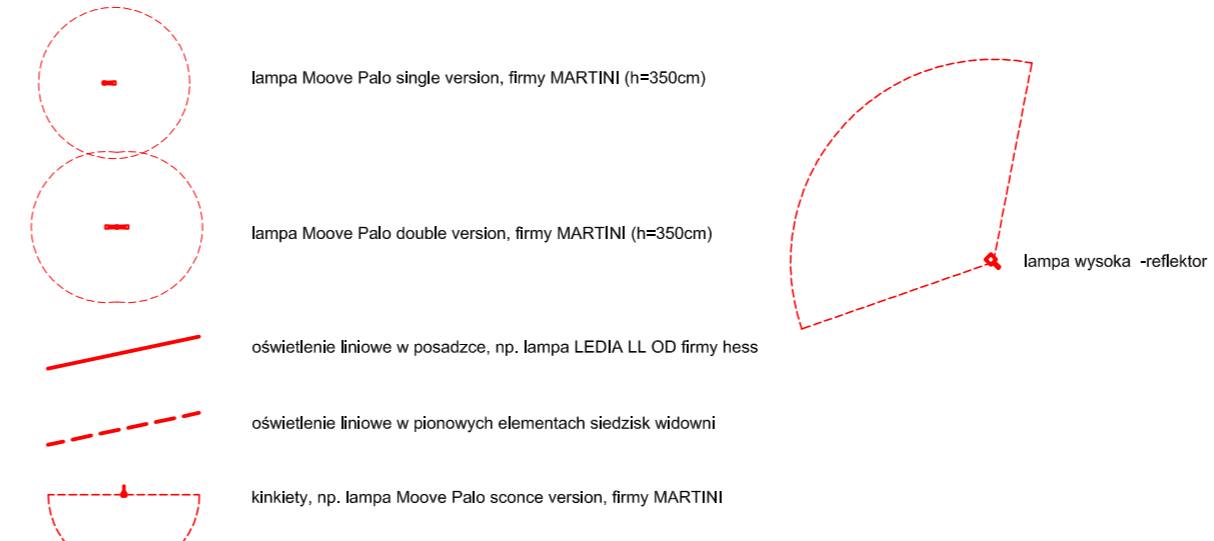 lampa Moove Palo single version, firmy MARTINI (h=350cm)
lampa Moove Palo double version, firmy MARTINI (h=350cm)
lampa wysoka -reflektor
oświetlenie liniowe w posadzce, np. lampa LEDIA LL OD firmy hess
oświetlenie liniowe w pionowych elementach siedzisk widowni
kinkiety, np. lampa Moove Palo sconce version, firmy MARTINI